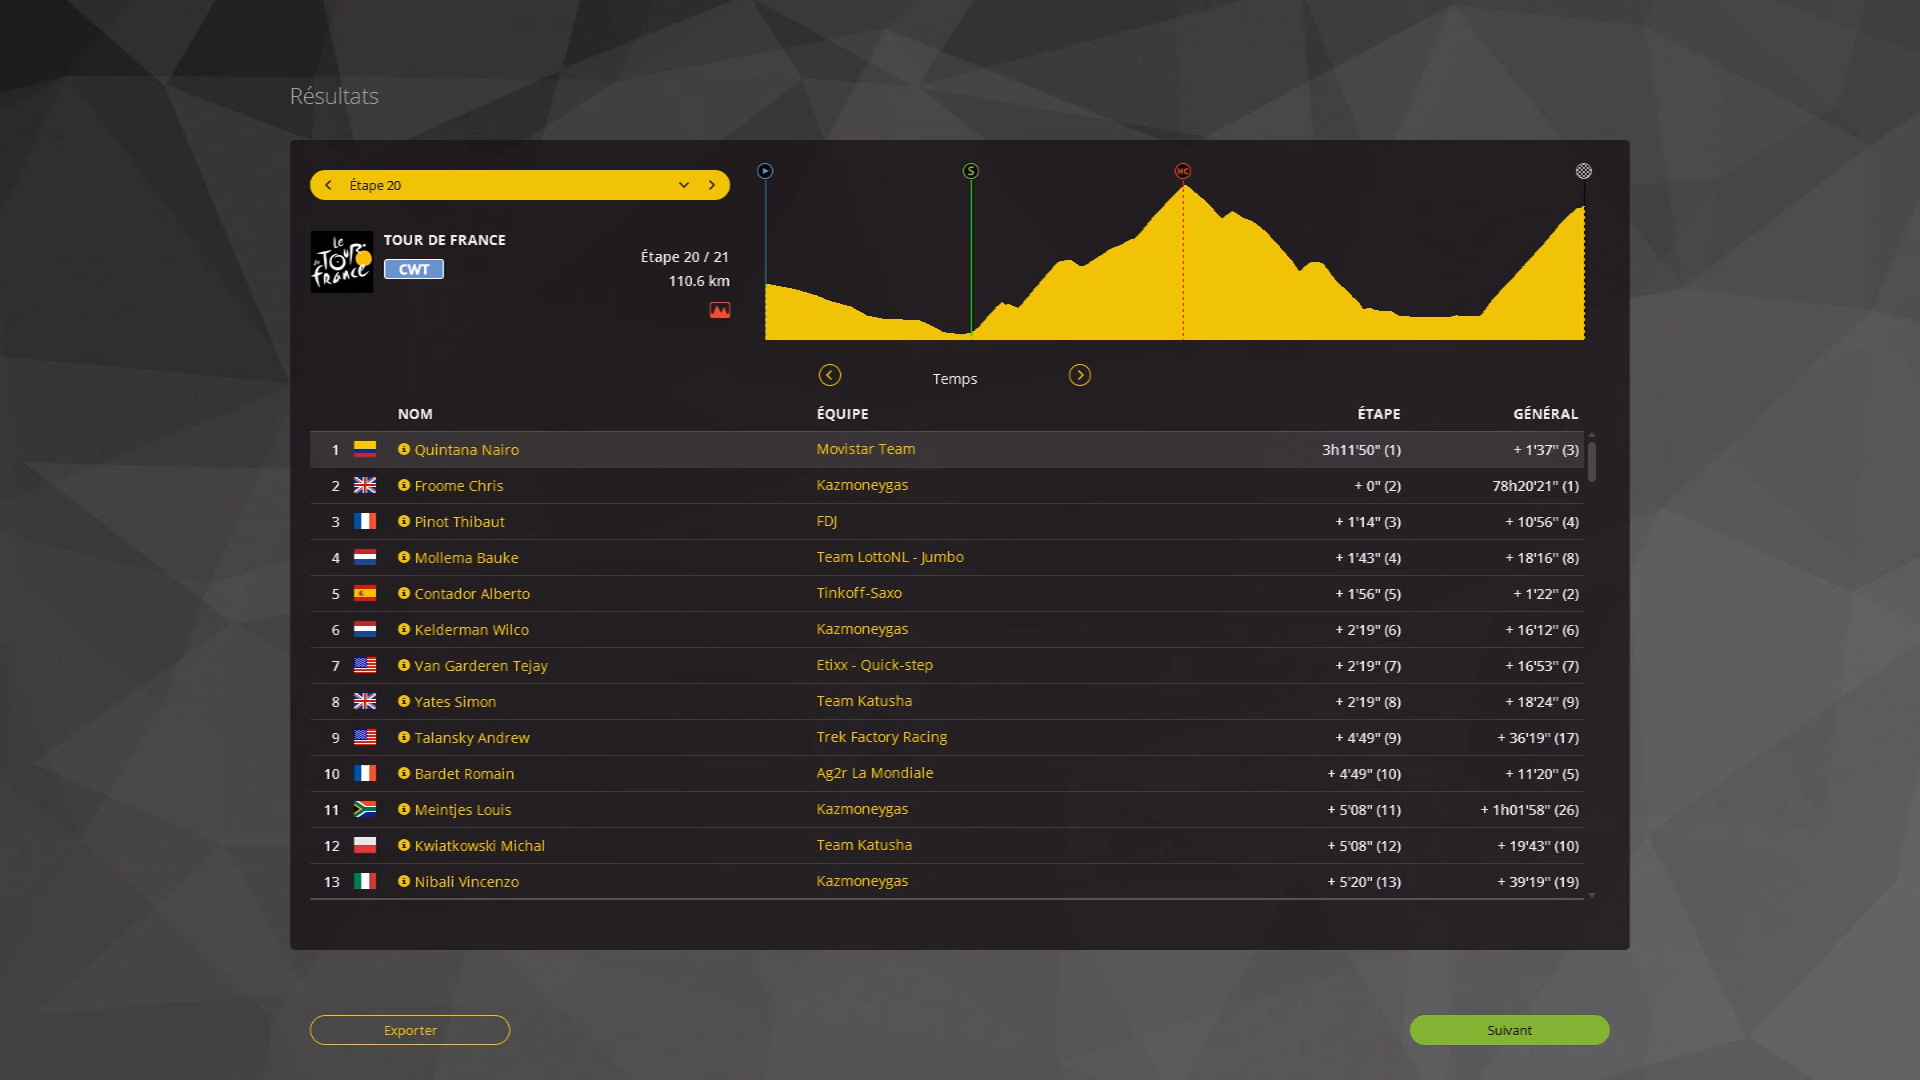 Résultats
Étape 20
le TOUR de france
TOUR DE FRANCE
CWT
Étape 20 / 21
110.6 km
S
HC
Temps
NOM ÉQUIPE ÉTAPE GÉNÉRAL
1 Quintana Nairo Movistar Team 3h11'50" (1) + 1'37" (3)
2 Froome Chris Kazmoneygas + 0" (2) 78h20'21" (1)
3 Pinot Thibaut FDJ + 1'14" (3) + 10'56" (4)
4 Mollema Bauke Team LottoNL - Jumbo + 1'43" (4) + 18'16" (8)
5 Contador Alberto Tinkoff-Saxo + 1'56" (5) + 1'22" (2)
6 Kelderman Wilco Kazmoneygas + 2'19" (6) + 16'12" (6)
7 Van Garderen Tejay Etixx - Quick-step + 2'19" (7) + 16'53" (7)
8 Yates Simon Team Katusha + 2'19" (8) + 18'24" (9)
9 Talansky Andrew Trek Factory Racing + 4'49" (9) + 36'19" (17)
10 Bardet Romain Ag2r La Mondiale + 4'49" (10) + 11'20" (5)
11 Meintjes Louis Kazmoneygas + 5'08" (11) + 1h01'58" (26)
12 Kwiatkowski Michal Team Katusha + 5'08" (12) + 19'43" (10)
13 Nibali Vincenzo Kazmoneygas + 5'20" (13) + 39'19" (19)
Exporter
Suivant